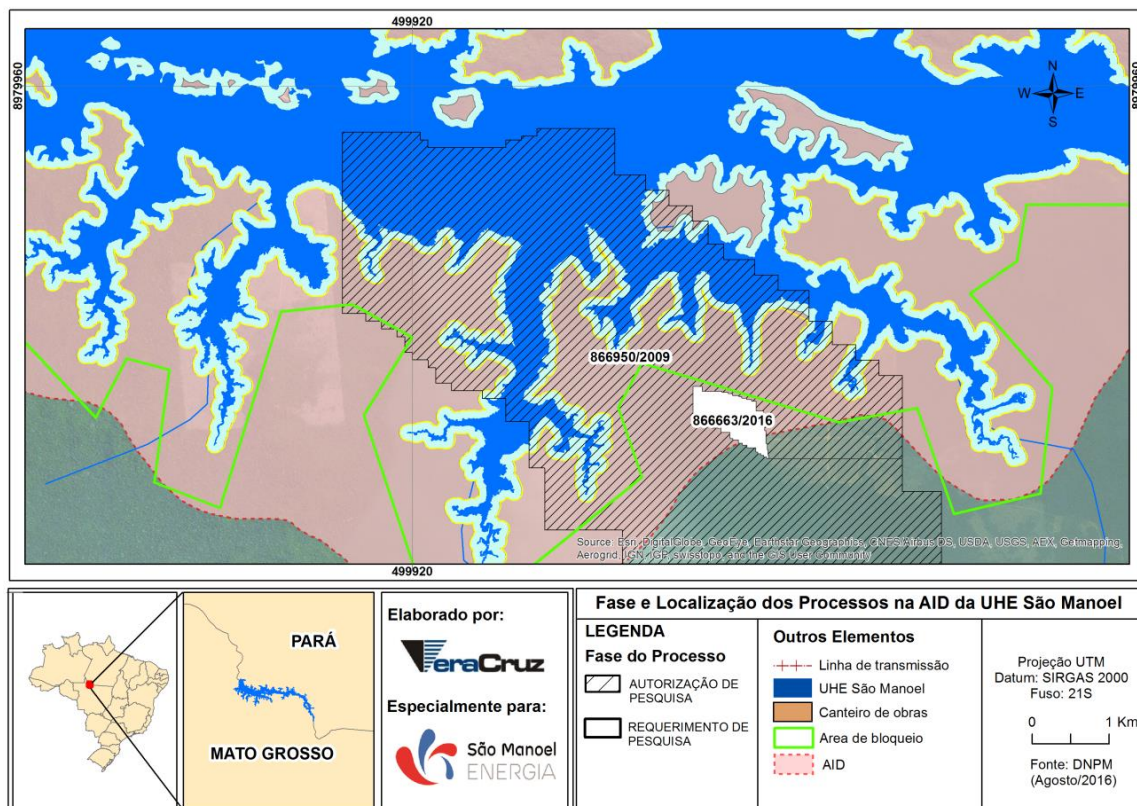 499920
8979960
8979960
N
W E
S
866950/2009
866663/2016
Source: Esri, DigitalGlobe, GeoEye, Earthstar Geographics, CNES/Airbus DS, USDA, USGS, AEX, Getmapping,
Aerogrid, IGN, IGP, swisstopo, and the GIS User Community
499920
PARÁ
MATO GROSSO
Elaborado por:
VeraCruz
Especialmente para:
São Manoel
ENERGIA
Fase e Localização dos Processos na AID da UHE São Manoel
LEGENDA
Fase do Processo
AUTORIZAÇÃO DE
PESQUISA
REQUERIMENTO DE
PESQUISA
Outros Elementos
Linha de transmissão
UHE São Manoel
Canteiro de obras
Area de bloqueio
AID
Projeção UTM
Datum: SIRGAS 2000
Fuso: 21S
0 1 Km
Fonte: DNPM
(Agosto/2016)